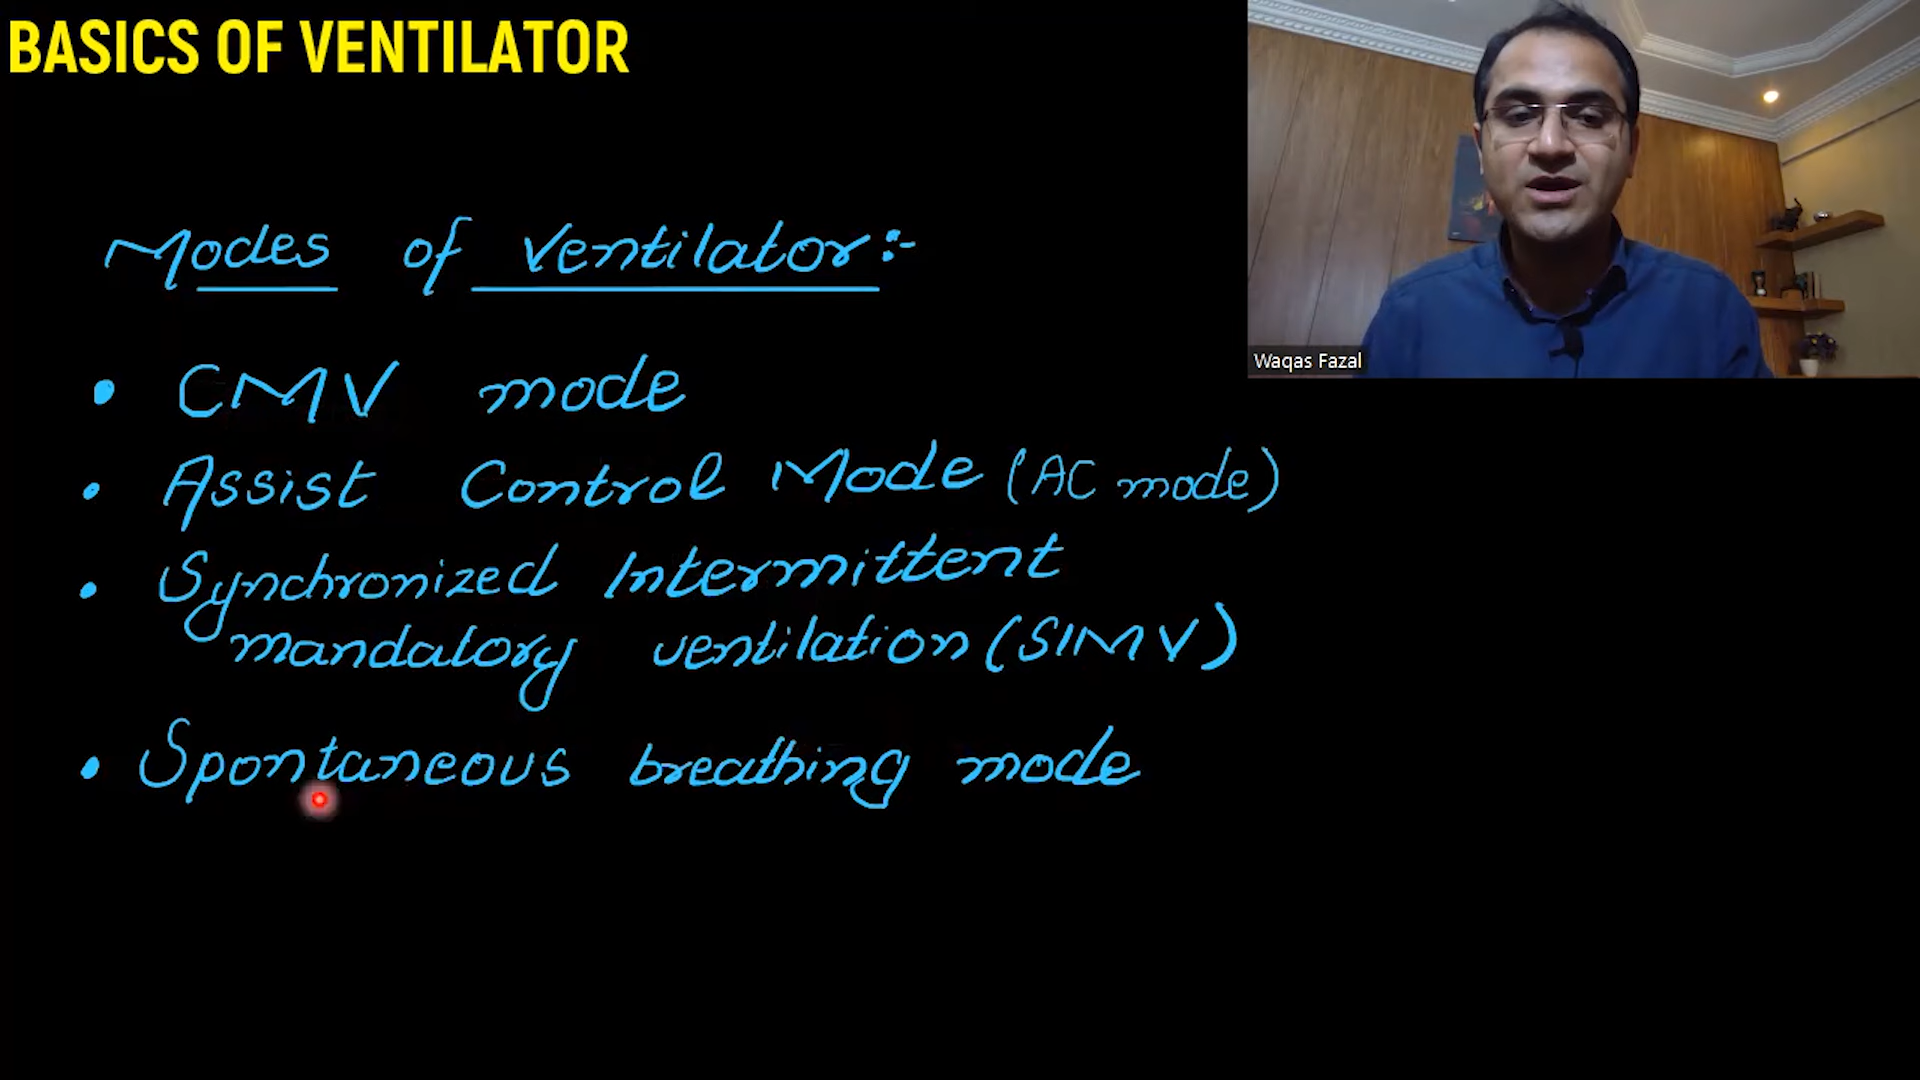 BASICS OF VENTILATOR
Waqas Fazal
Modes of Ventilator:-
• CMV mode
• Assist Control Mode (AC mode)
• Synchronized Intermittent
mandatory ventilation (SIMV)
• Spontaneous breathing mode